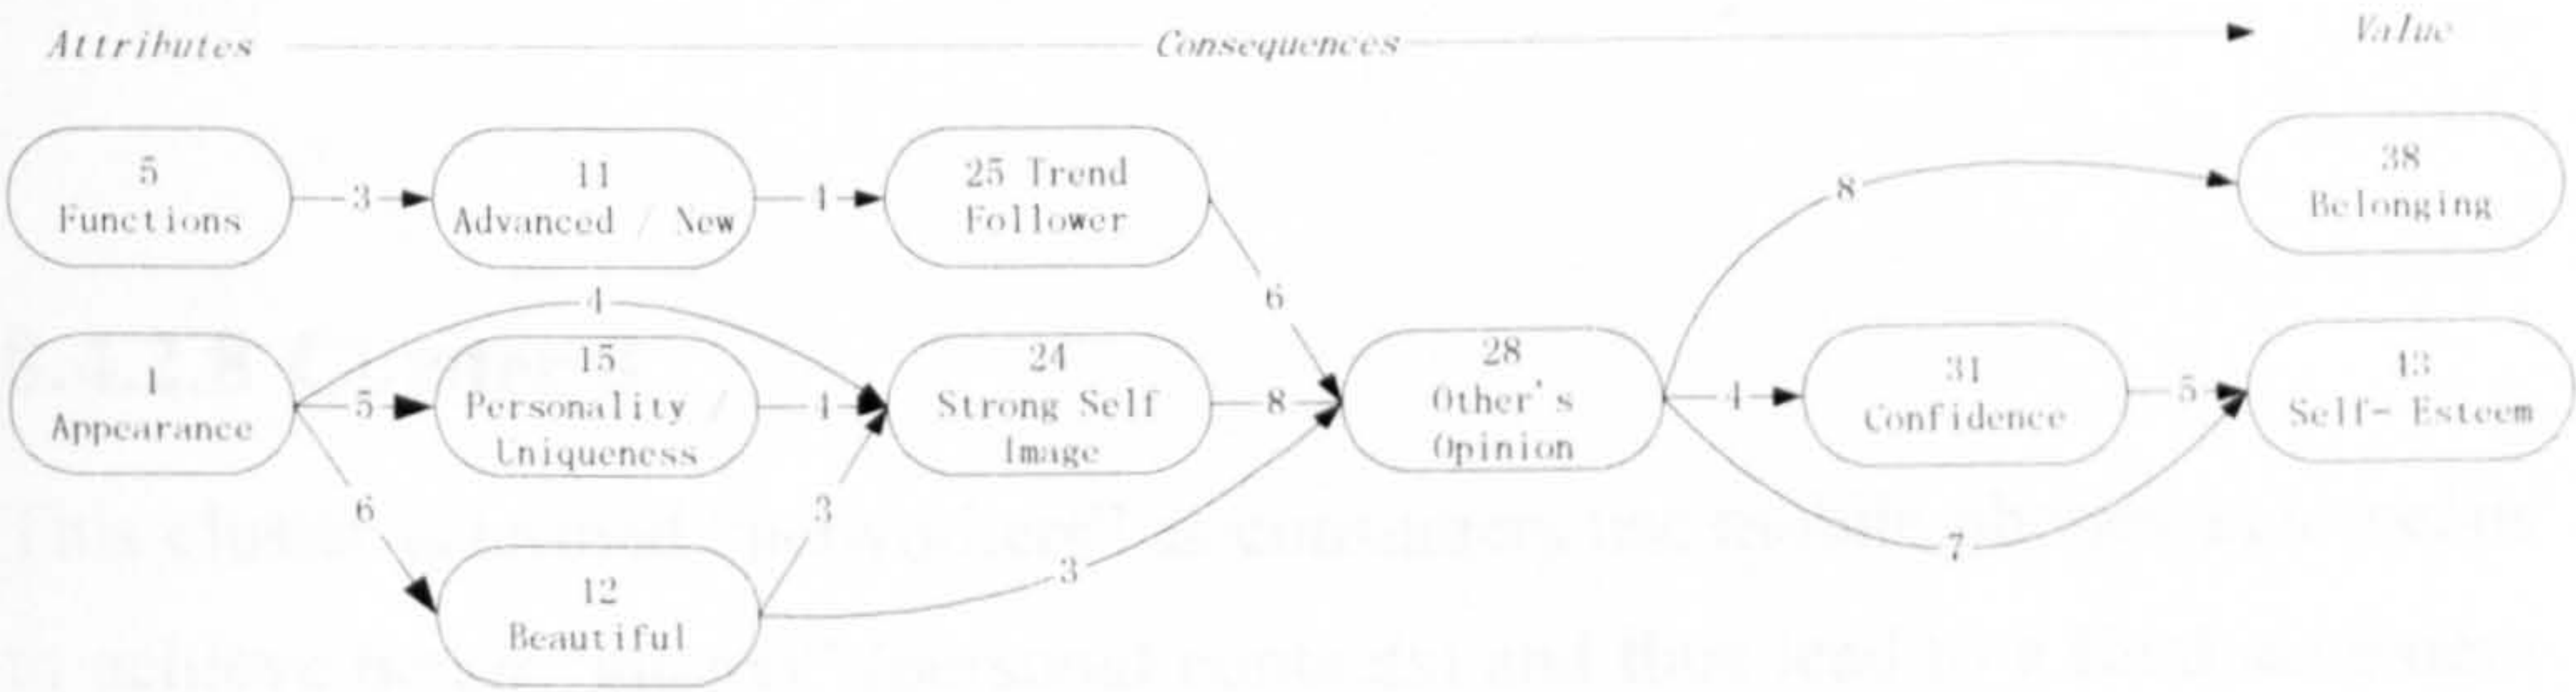 Attributes
Consequences
Value
5
Functions
3
11
Advanced / New
4
25 Trend
Follower
6
8
38
Belonging
4
1
Appearance
5
15
Personality /
Uniqueness
4
24
Strong Self
Image
8
28
Other's
Opinion
4
31
Confidence
5
43
Self- Esteem
6
12
Beautiful
3
3
7